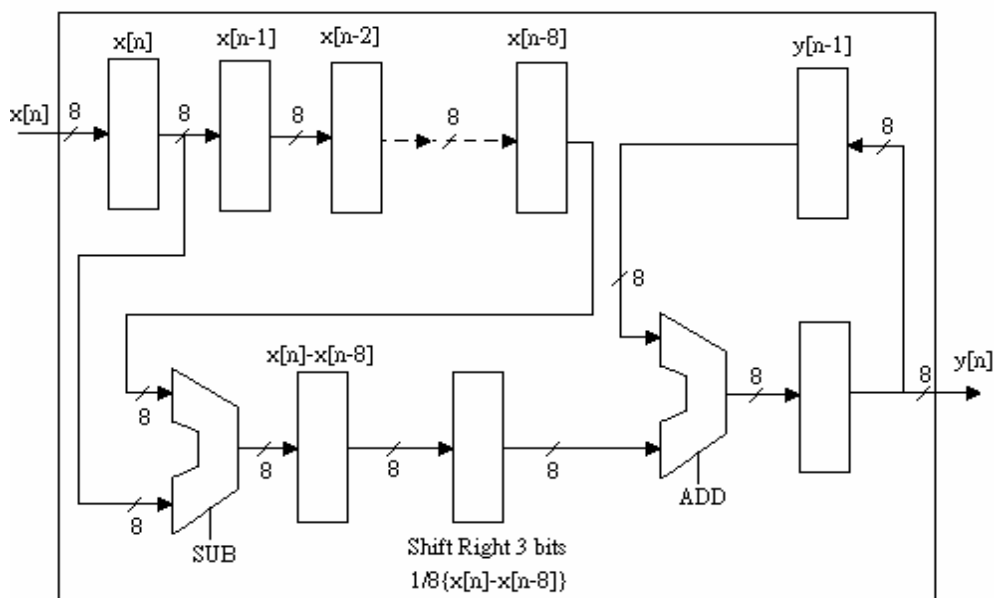 x[n]
x[n-1]
x[n-2]
x[n-8]
y[n-1]
x[n]
8
8
8
8
8
8
8
x[n]-x[n-8]
8
8
y[n]
8
8
8
8
8
ADD
SUB
Shift Right 3 bits
1/8{x[n]-x[n-8]}